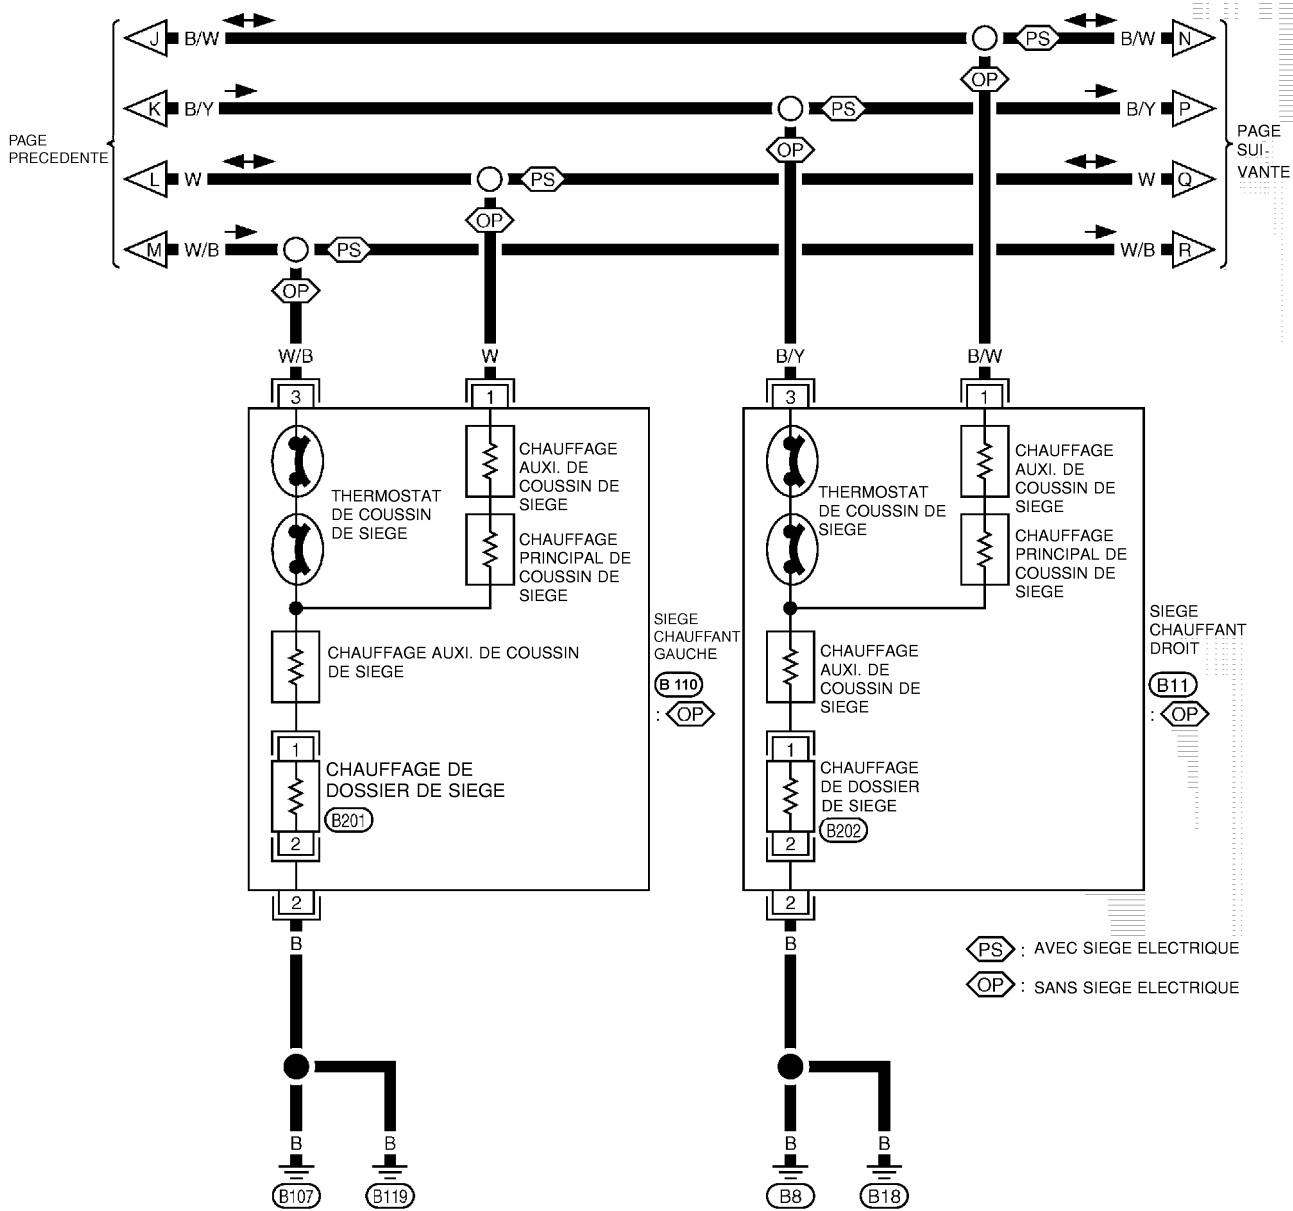 J B/W PS B/W N
OP
K B/Y PS B/Y P
OP
PAGE
PRECEDENTE
PAGE
SUI-
VANTE
L W PS W Q
OP
M W/B PS W/B R
OP
W/B W B/Y B/W
3 1 3 1
CHAUFFAGE
AUXI. DE
COUSSIN DE
SIEGE
THERMOSTAT
DE COUSSIN
DE SIEGE
CHAUFFAGE
PRINCIPAL DE
COUSSIN DE
SIEGE
CHAUFFAGE
AUXI. DE
COUSSIN DE
SIEGE
THERMOSTAT
DE COUSSIN DE
SIEGE
CHAUFFAGE
PRINCIPAL DE
COUSSIN DE
SIEGE
SIEGE
CHAUFFANT
GAUCHE
B 110
: OP
SIEGE
CHAUFFANT
DROIT
B11
: OP
CHAUFFAGE AUXI. DE COUSSIN
DE SIEGE
CHAUFFAGE
AUXI. DE
COUSSIN DE
SIEGE
1
CHAUFFAGE DE
DOSSIER DE SIEGE
B201
2
1
CHAUFFAGE
DE DOSSIER
DE SIEGE
B202
2
2 2
B B
PS : AVEC SIEGE ELECTRIQUE
OP : SANS SIEGE ELECTRIQUE
B B B B
B107 B119 B8 B18